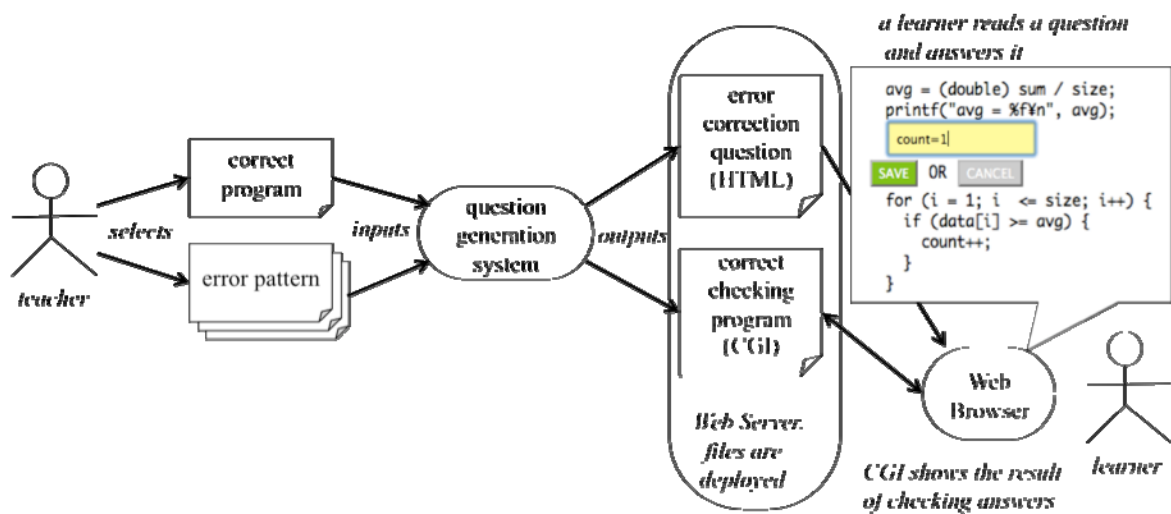 a learner reads a question
and answers it
avg = (double) sum / size;
printf("avg = %f¥n", avg);
count=1
SAVE OR CANCEL
for (i = 1; i <= size; i++) {
if (data[i] >= avg) {
count++;
}
}
teacher
selects
correct
program
error pattern
inputs
question
generation
system
outputs
error
correction
question
(HTML)
correct
checking
program
(CGI)
Web Server.
files are
deployed
Web
Browser
learner
CGI shows the result
of checking answers